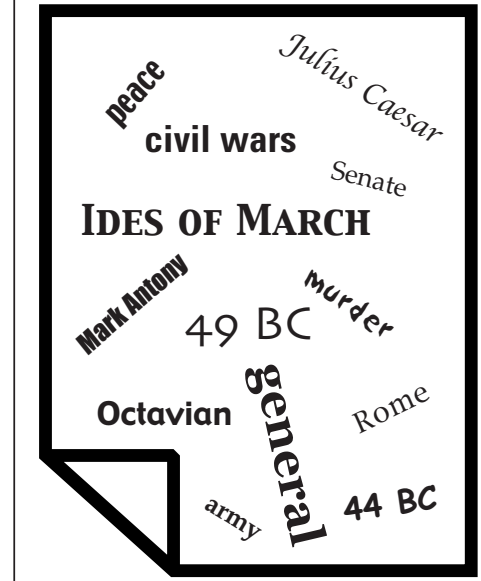 peace
Julius Caesar
civil wars
Senate
Ides of March
Mark Antony
murder
49 BC
Octavian
general
Rome
army
44 BC